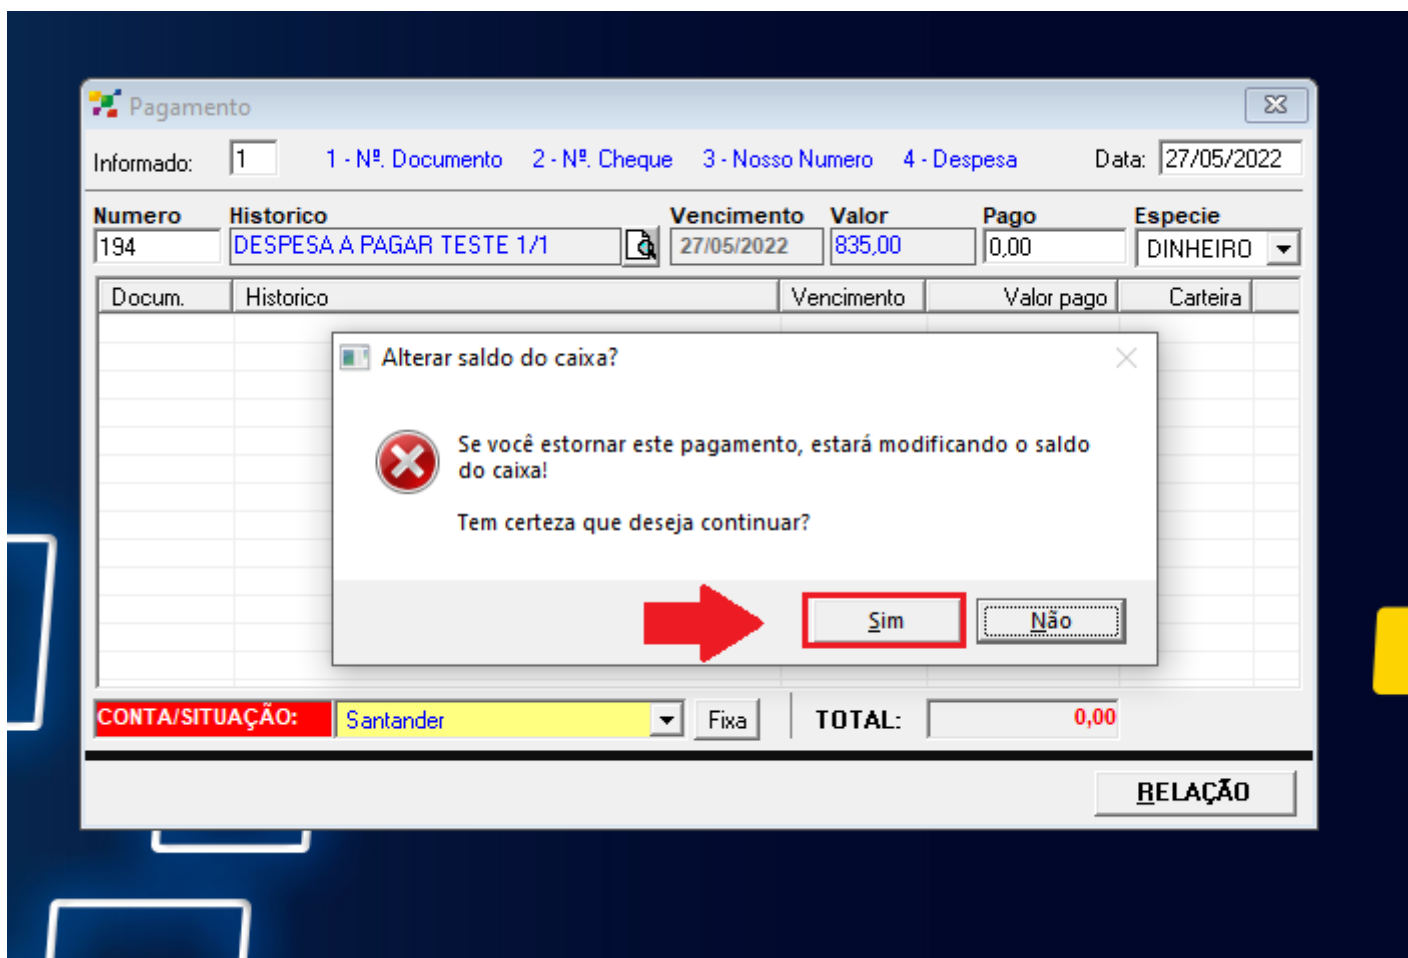 Pagamento
Informado: 1 1 - Nº. Documento 2 - Nº. Cheque 3 - Nosso Numero 4 - Despesa Data: 27/05/2022
Numero Historico Vencimento Valor Pago Especie
194 DESPESA A PAGAR TESTE 1/1 27/05/2022 835,00 0,00 DINHEIRO
Docum. Historico Vencimento Valor pago Carteira
Alterar saldo do caixa?
Se você estornar este pagamento, estará modificando o saldo
do caixa!
Tem certeza que deseja continuar?
Sim Não
CONTA/SITUAÇÃO: Santander Fixa TOTAL: 0,00
RELAÇÃO